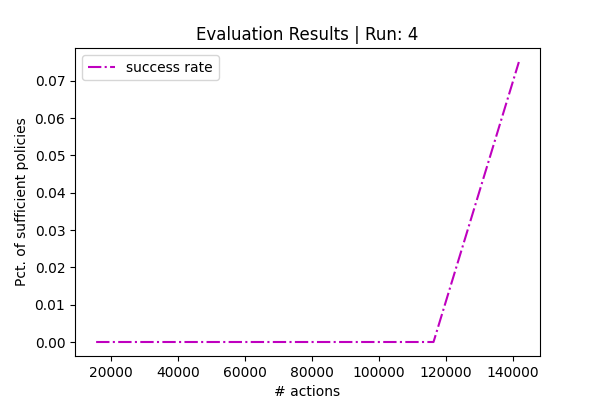 Evaluation Results | Run: 4
success rate
Pct. of sufficient policies
0.07
0.06
0.05
0.04
0.03
0.02
0.01
0.00
20000 40000 60000 80000 100000 120000 140000
# actions